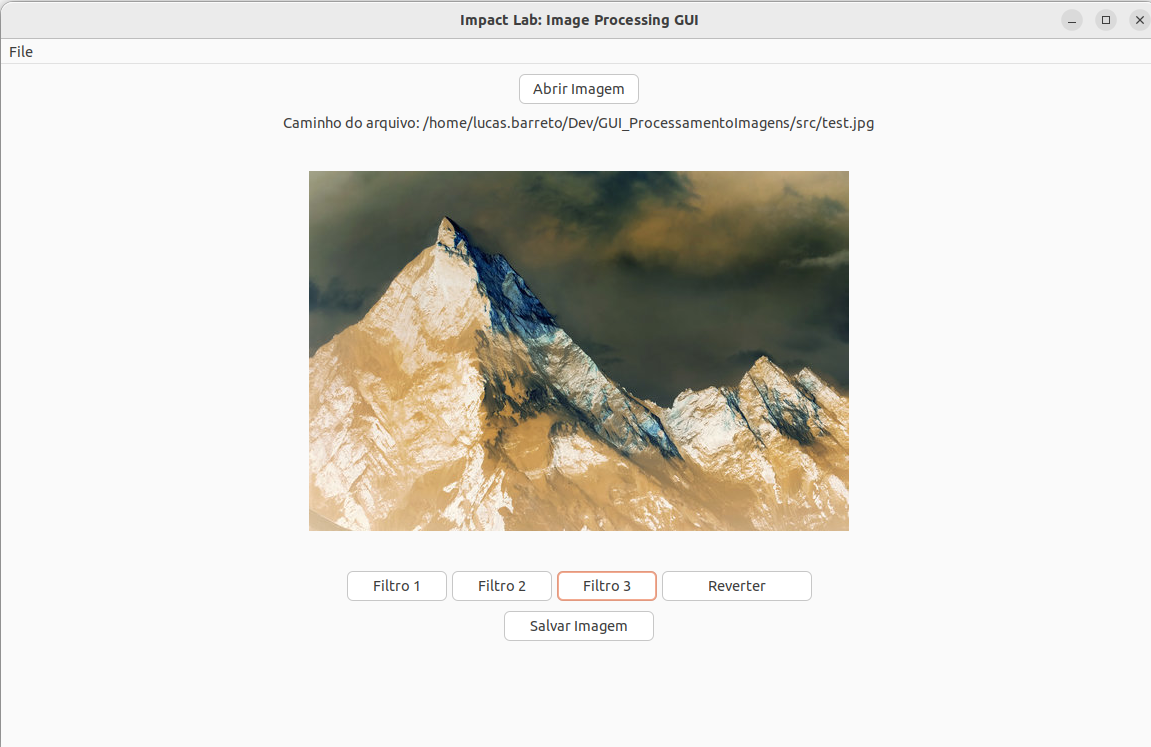 Impact Lab: Image Processing GUI
File
Abrir Imagem
Caminho do arquivo: /home/lucas.barreto/Dev/GUI_ProcessamentoImagens/src/test.jpg
Filtro 1 Filtro 2 Filtro 3 Reverter
Salvar Imagem